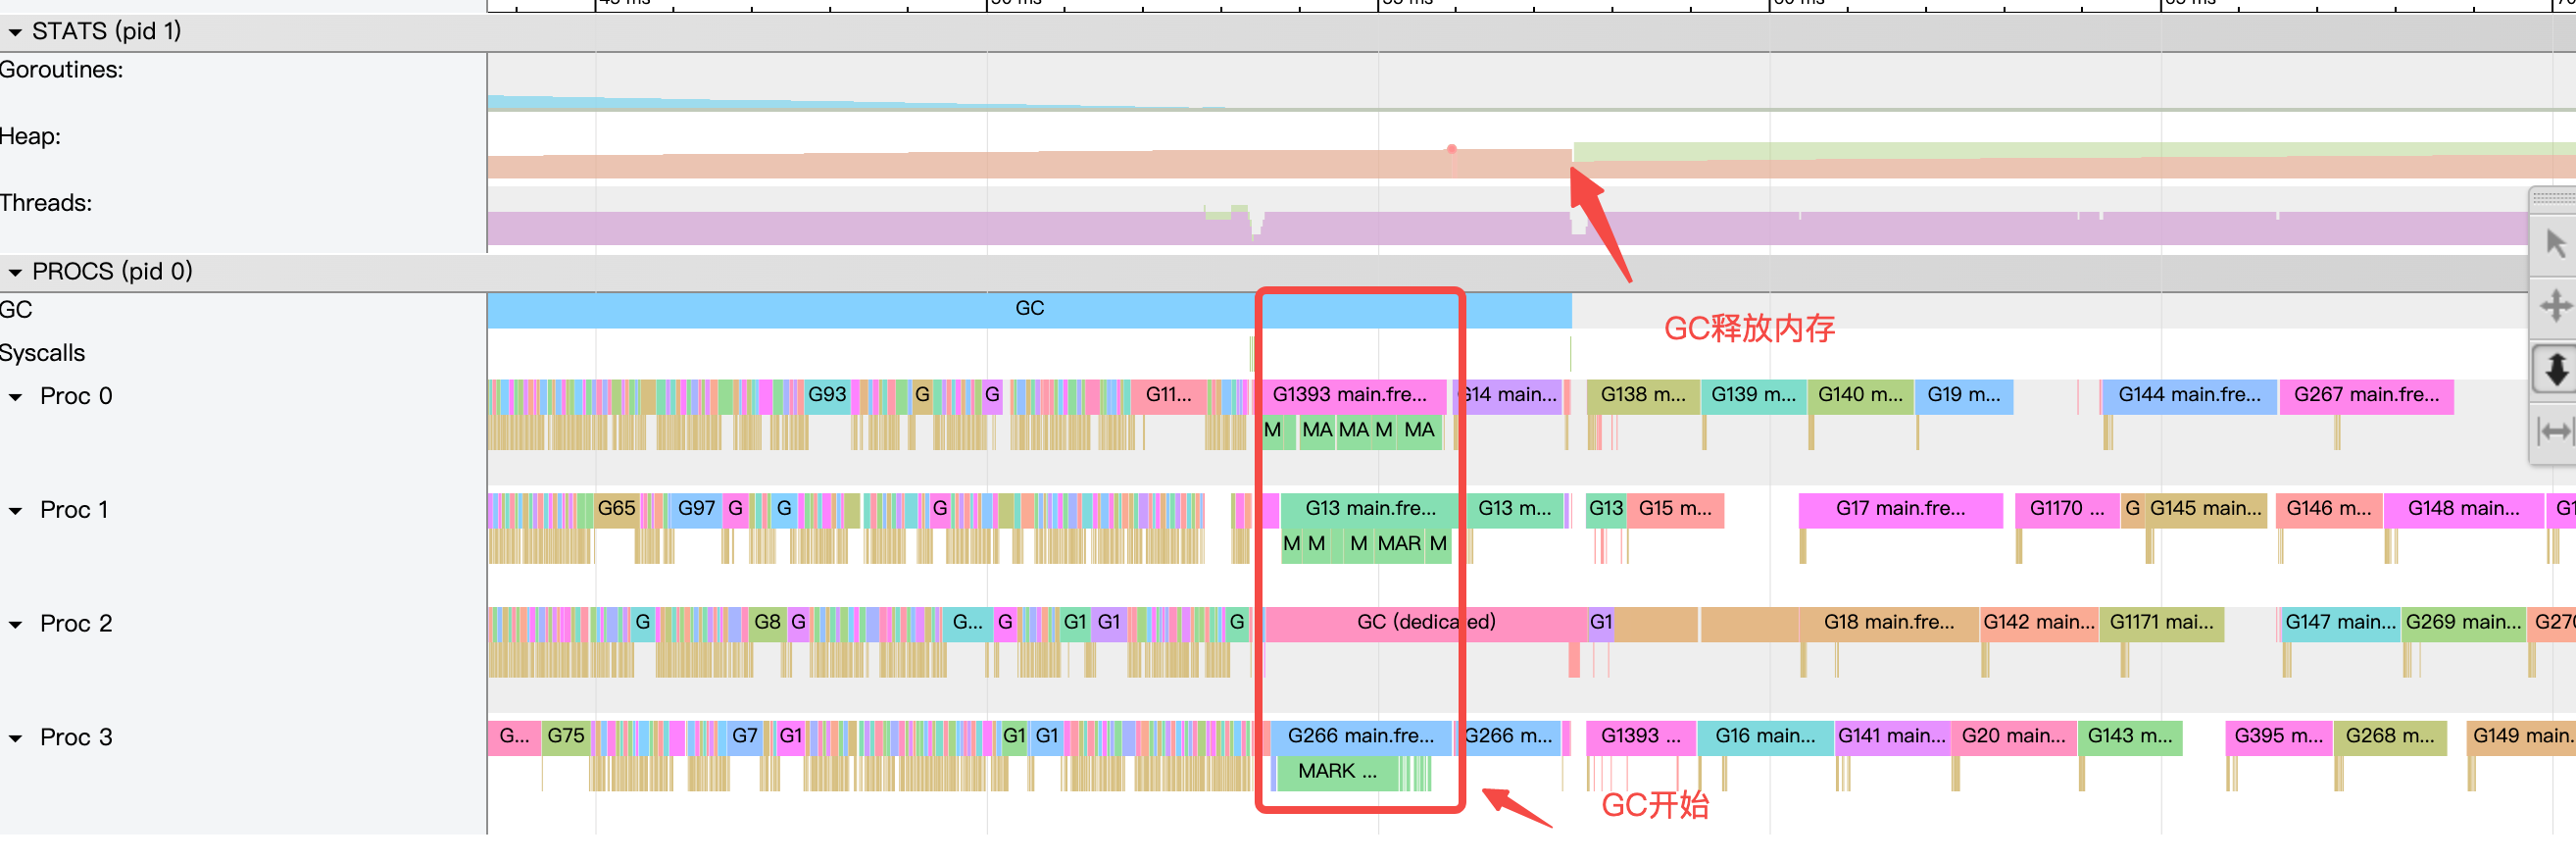 STATS (pid 1)
Goroutines:
Heap:
Threads:
PROCS (pid 0)
GC
GC
GC释放内存
Syscalls
Proc 0
G93 G G G11... G1393 main.fre... G14 main... G138 m... G139 m... G140 m... G19 m... G144 main.fre... G267 main.fre...
M MA MA M MA
Proc 1
G65 G97 G G G G13 main.fre... G13 m... G13 G15 m... G17 main.fre... G1170 ... G G145 main... G146 m... G148 main... G1
M M M MAR M
Proc 2
G G8 G G... G G1 G1 G GC (dedicated) G1 G18 main.fre... G142 main... G1171 mai... G147 main... G269 main... G270
Proc 3
G... G75 G7 G1 G1 G1 G266 main.fre... G266 m... G1393 ... G16 main... G141 main... G20 main... G143 m... G395 m... G268 m... G149 main.
MARK ...
GC开始